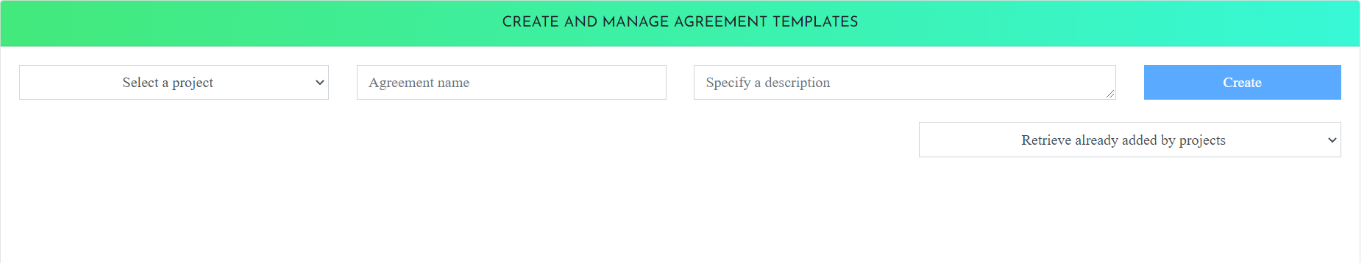 CREATE AND MANAGE AGREEMENT TEMPLATES
Select a project
Agreement name
Specify a description
Create
Retrieve already added by projects